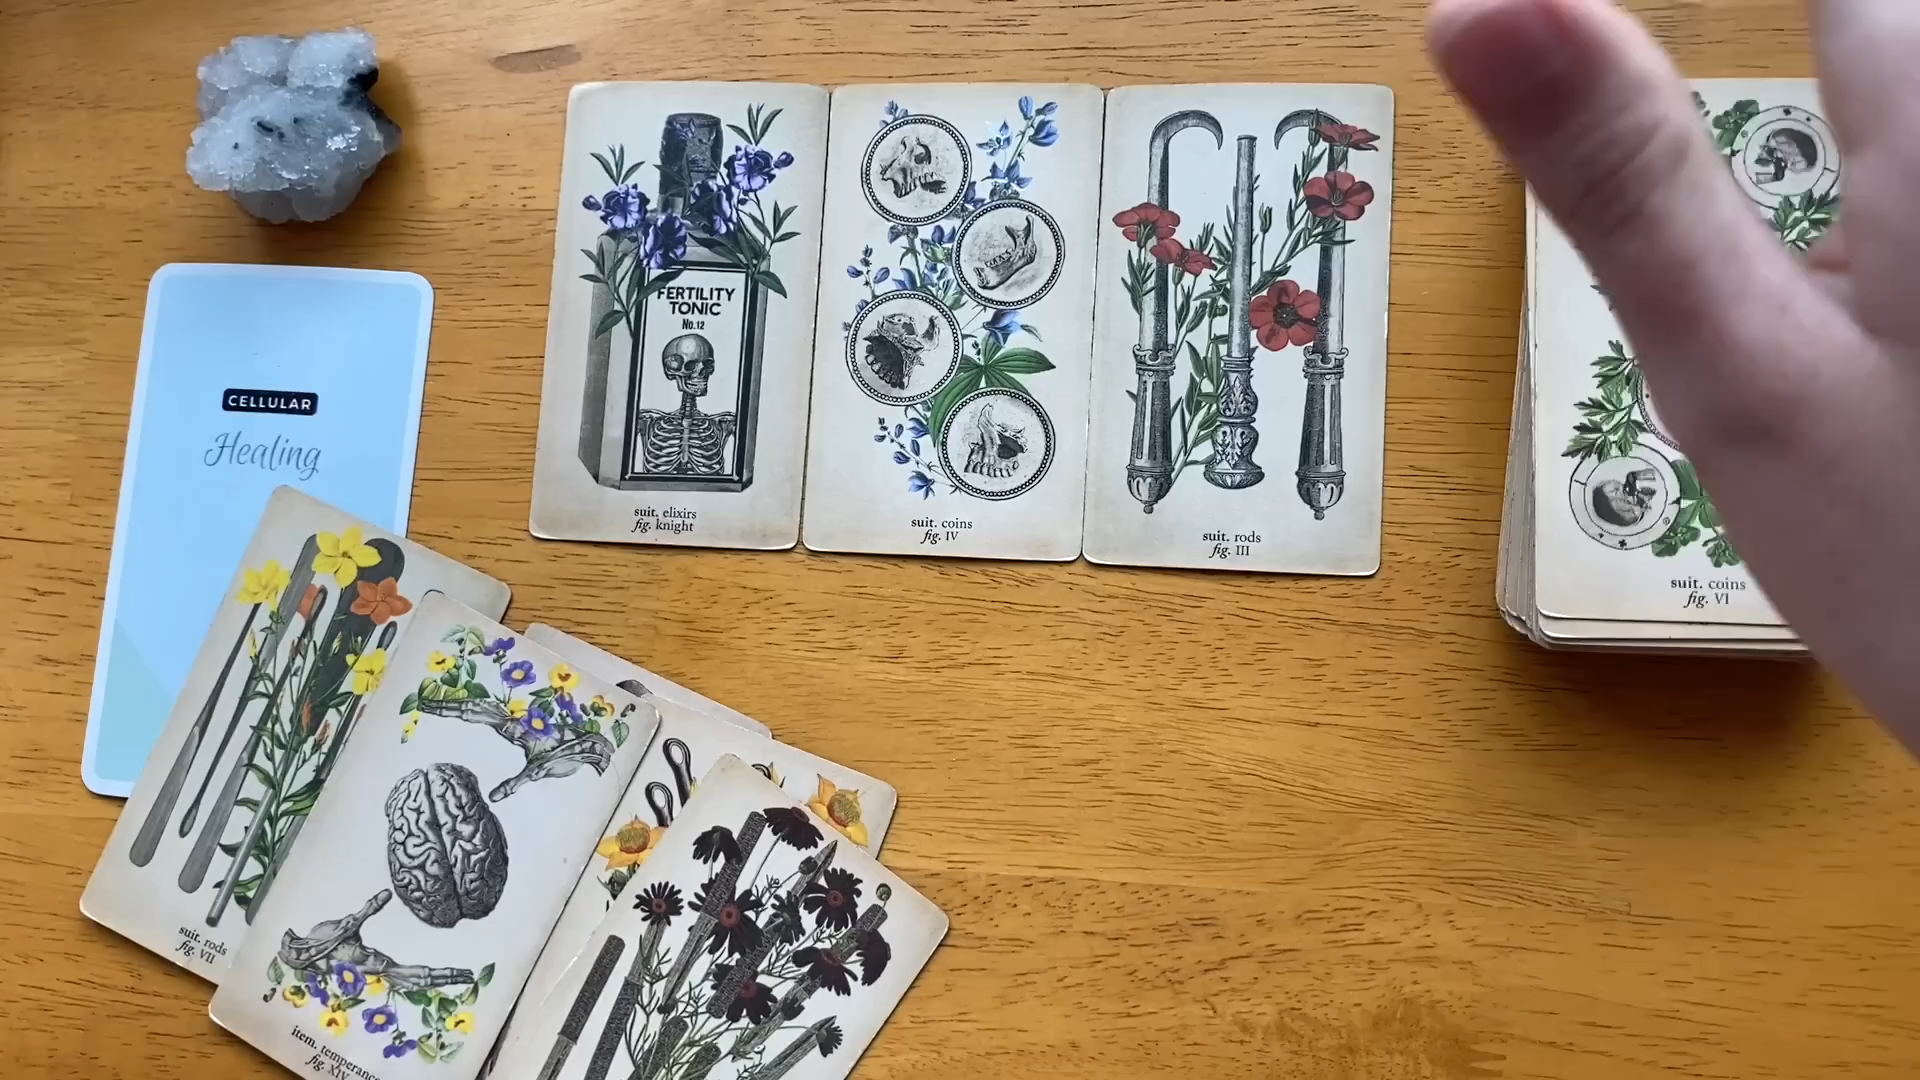 FERTILITY
TONIC
No.12
suit. elixirs
fig. knight
suit. coins
fig. IV
suit. rods
fig. III
suit. coins
fig. VI
CELLULAR
Healing
suit. rods
fig. VII
item. temperance
fig. XIV